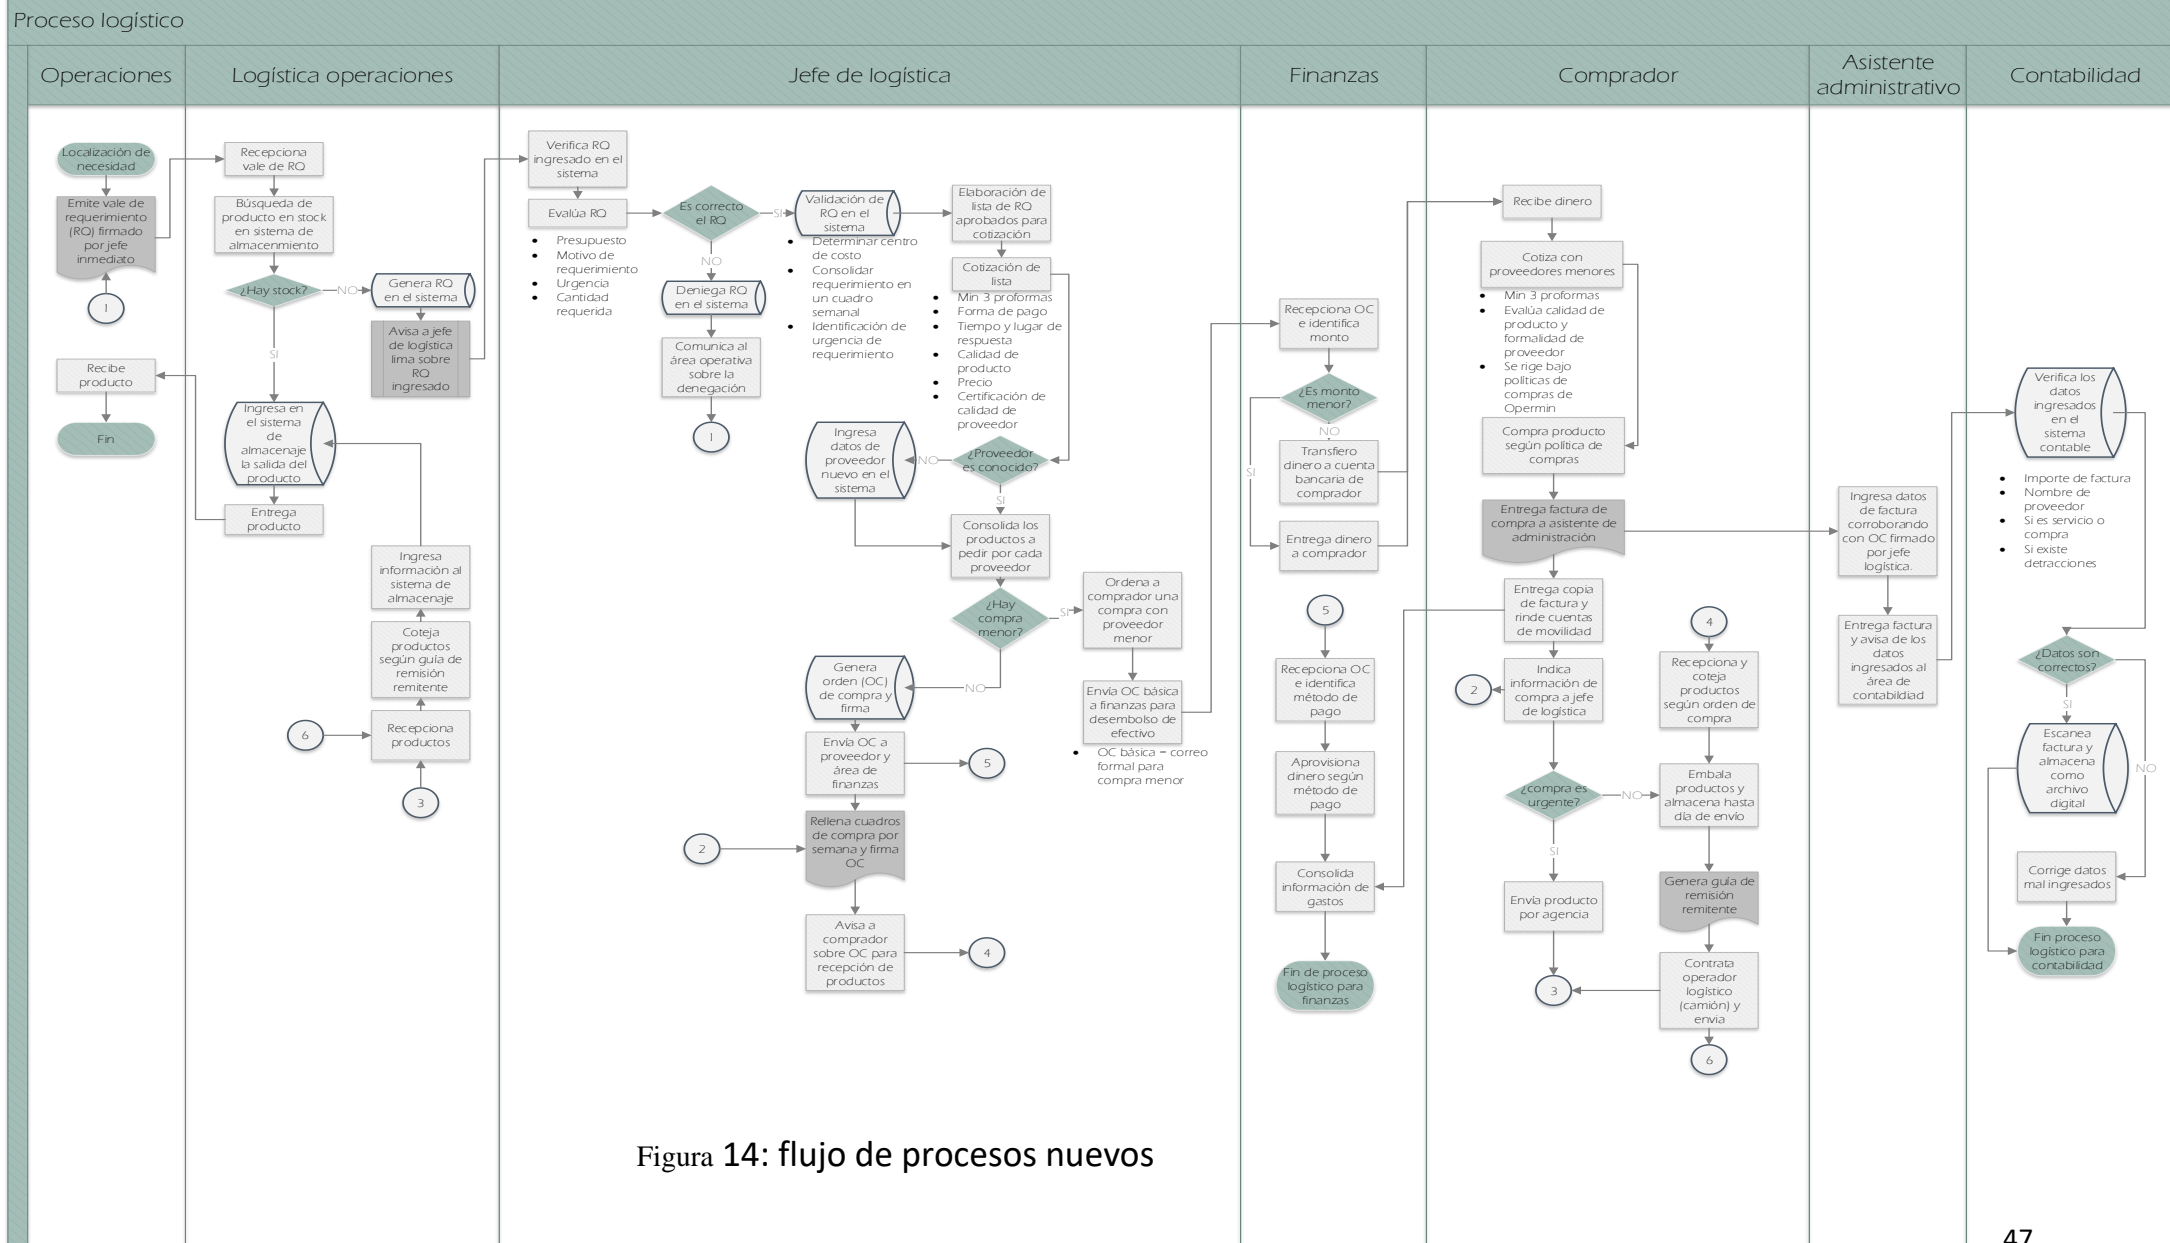 Proceso logístico
Operaciones
Logística operaciones
Jefe de logística
Finanzas
Comprador
Asistente
administrativo
Contabilidad
Localización de
necesidad
Emite vale de
requerimiento
(RQ) firmado
por jefe
inmediato
1
Recibe
producto
Fin
Recepciona
vale de RQ
Búsqueda de
producto en stock
en sistema de
almacenmiento
¿Hay stock?
NO
SI
Genera RQ
en el sistema
Avisa a jefe
de logística
lima sobre
RQ
ingresado
Ingresa en
el sistema
de
almacenaje
la salida del
producto
Entrega
producto
Ingresa
información al
sistema de
almacenaje
Coteja
productos
según guía de
remisión
remitente
Recepciona
productos
6
3
Verifica RQ
ingresado en el
sistema
Evalúa RQ
• Presupuesto
• Motivo de
requerimiento
• Urgencia
• Cantidad
requerida
Es correcto
el RQ
SI
NO
Deniega RQ
en el sistema
Comunica al
área operativa
sobre la
denegación
1
Validación de
RQ en el
sistema
• Determinar centro
de costo
• Consolidar
requerimiento en
un cuadro
semanal
• Identificación de
urgencia de
requerimiento
Elaboración de
lista de RQ
aprobados para
cotización
Cotización de
lista
• Min 3 proformas
• Forma de pago
• Tiempo y lugar de
respuesta
• Calidad de
producto
• Precio
• Certificación de
calidad de
proveedor
¿Proveedor
es conocido?
NO
SI
Ingresa
datos de
proveedor
nuevo en el
sistema
Consolida los
productos a
pedir por cada
proveedor
¿Hay
compra
menor?
SI
NO
Ordena a
comprador una
compra con
proveedor
menor
Envía OC básica
a finanzas para
desembolso de
efectivo
• OC básica = correo
formal para
compra menor
Genera
orden (OC)
de compra y
firma
Envía OC a
proveedor y
área de
finanzas
5
Rellena cuadros
de compra por
semana y firma
OC
2
Avisa a
comprador
sobre OC para
recepción de
productos
4
Recepciona OC
e identifica
monto
¿Es monto
menor?
NO
SI
Transfiero
dinero a cuenta
bancaria de
comprador
Entrega dinero
a comprador
5
Recepciona OC
e identifica
método de
pago
Aprovisiona
dinero según
método de
pago
Consolida
información de
gastos
Fin de proceso
logístico para
finanzas
Recibe dinero
Cotiza con
proveedores menores
• Min 3 proformas
• Evalúa calidad de
producto y
formalidad de
proveedor
• Se rige bajo
políticas de
compras de
Opermin
Compra producto
según política de
compras
Entrega factura de
compra a asistente de
administración
Entrega copia
de factura y
rinde cuentas
de movilidad
Indica
información de
compra a jefe
de logística
2
¿compra es
urgente?
NO
SI
Envía producto
por agencia
3
4
Recepciona y
coteja
productos
según orden de
compra
Embala
productos y
almacena hasta
día de envío
Genera guía de
remisión
remitente
Contrata
operador
logístico
(camión) y
envia
6
Ingresa datos
de factura
corroborando
con OC firmado
por jefe
logística.
Entrega factura
y avisa de los
datos
ingresados al
área de
contabildiad
Verifica los
datos
ingresados
en el
sistema
contable
• Importe de factura
• Nombre de
proveedor
• Si es servicio o
compra
• Si existe
detracciones
¿Datos son
correctos?
SI
NO
Escanea
factura y
almacena
como
archivo
digital
Corrige datos
mal ingresados
Fin proceso
logístico para
contabilidad
Figura 14: flujo de procesos nuevos
47